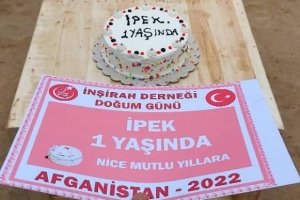 İPEK
1 YAŞINDA
İNŞİRAH DERNEĞİ
DOĞUM GÜNÜ
İPEK
1 YAŞINDA
NİCE MUTLU YILLARA
AFGANİSTAN - 2022